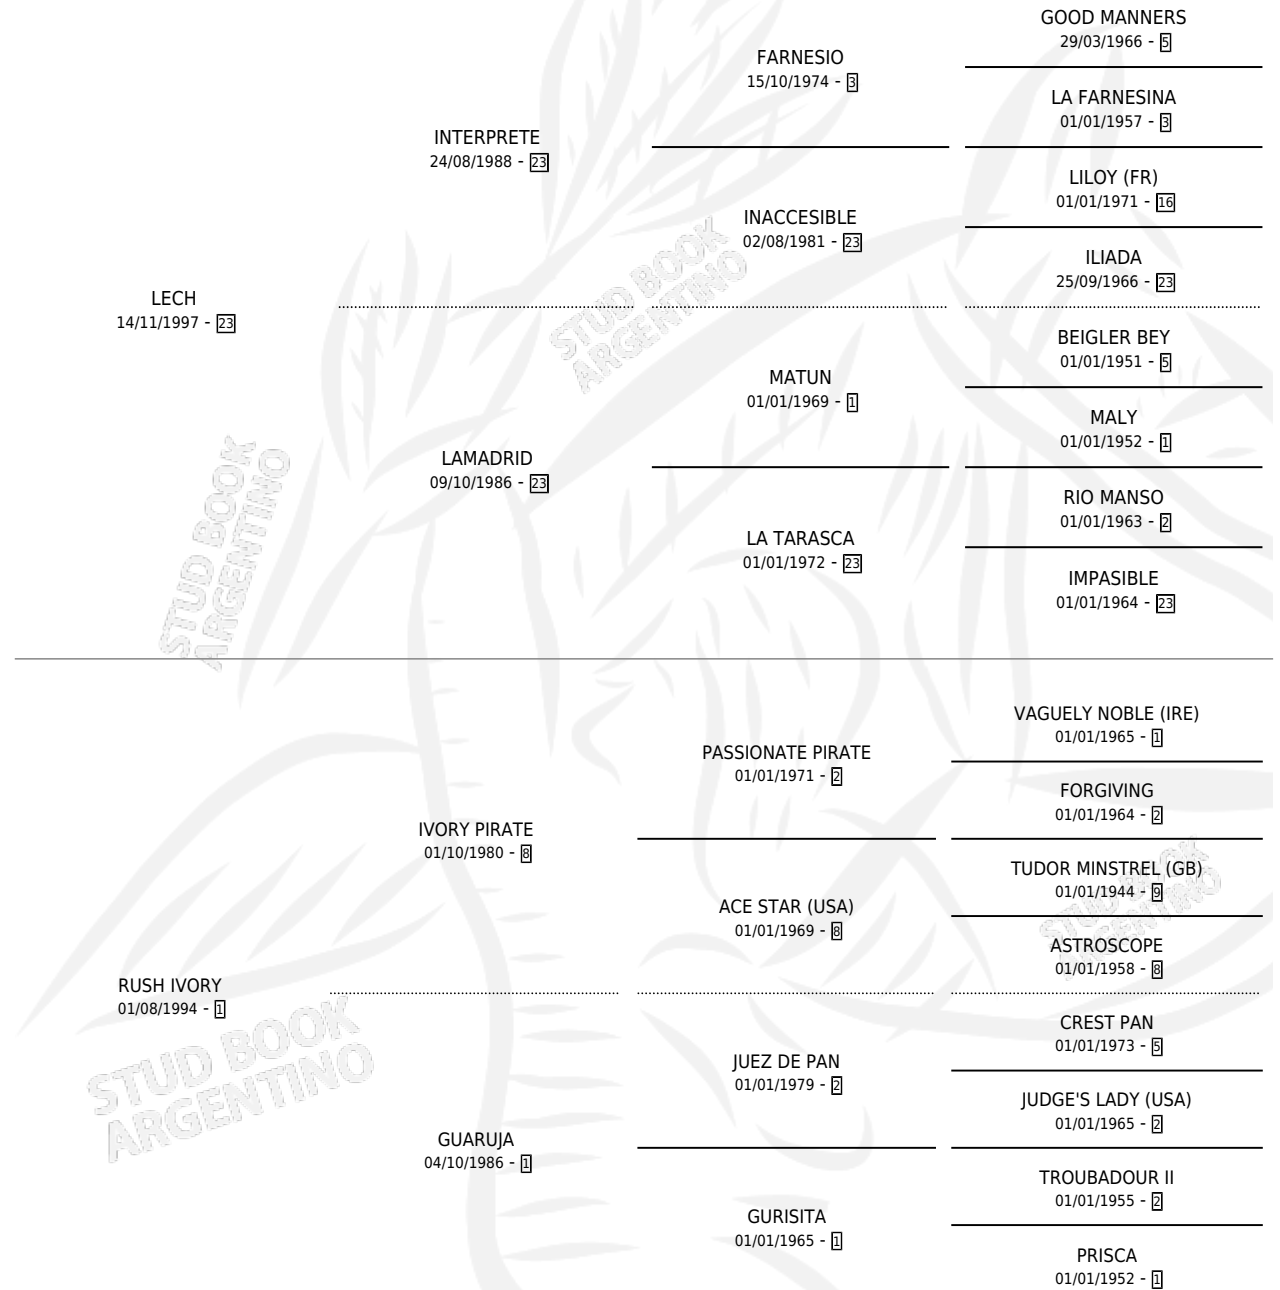 GOOD MANNERS
29/03/1966 - 5
FARNESIO
15/10/1974 - 3
LA FARNESINA
01/01/1957 - 3
INTERPRETE
24/08/1988 - 23
LILOY (FR)
01/01/1971 - 16
INACCESIBLE
02/08/1981 - 23
ILIADA
25/09/1966 - 23
LECH
14/11/1997 - 23
BEIGLER BEY
01/01/1951 - 5
MATUN
01/01/1969 - 1
MALY
01/01/1952 - 1
LAMADRID
09/10/1986 - 23
RIO MANSO
01/01/1963 - 2
LA TARASCA
01/01/1972 - 23
IMPASIBLE
01/01/1964 - 23
VAGUELY NOBLE (IRE)
01/01/1965 - 1
PASSIONATE PIRATE
01/01/1971 - 2
FORGIVING
01/01/1964 - 2
IVORY PIRATE
01/10/1980 - 8
TUDOR MINSTREL (GB)
01/01/1944 - 9
ACE STAR (USA)
01/01/1969 - 8
ASTROSCOPE
01/01/1958 - 8
RUSH IVORY
01/08/1994 - 1
CREST PAN
01/01/1973 - 5
JUEZ DE PAN
01/01/1979 - 2
JUDGE'S LADY (USA)
01/01/1965 - 2
GUARUJA
04/10/1986 - 1
TROUBADOUR II
01/01/1955 - 2
GURISITA
01/01/1965 - 1
PRISCA
01/01/1952 - 1
STUD BOOK
ARGENTINO
STUD BOOK
ARGENTINO
STUD BOOK
ARGENTINO
STUD BOOK
ARGENTINO